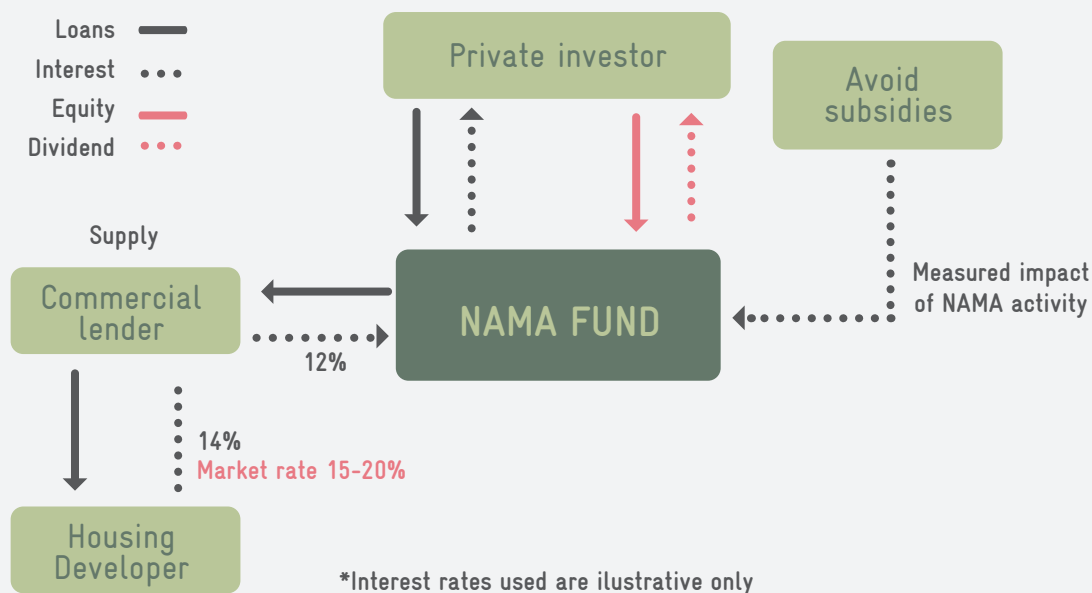 Loans
Interest
Equity
Dividend
Private investor
Avoid
subsidies
Supply
Commercial
lender
NAMA FUND
Measured impact
of NAMA activity
12%
14%
Market rate 15-20%
Housing
Developer
*Interest rates used are ilustrative only